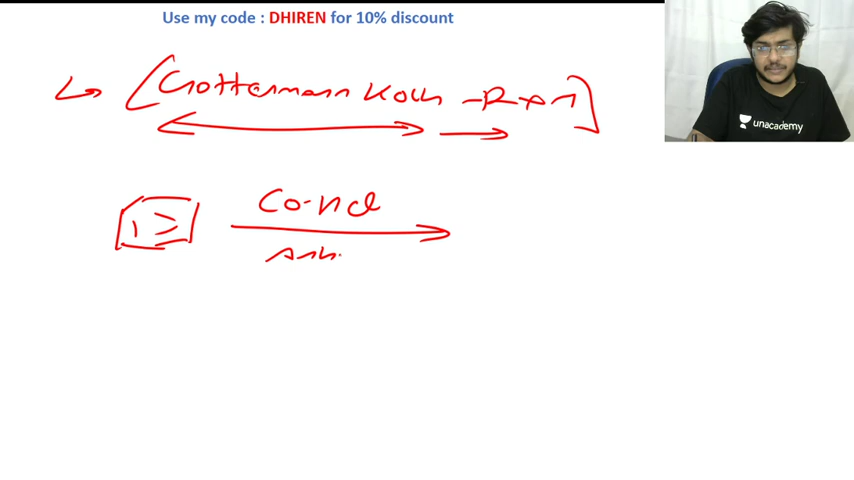 Use my code : DHIREN for 10% discount
[Gattermann Koch -Rxn]
CO-HCl
unacademy